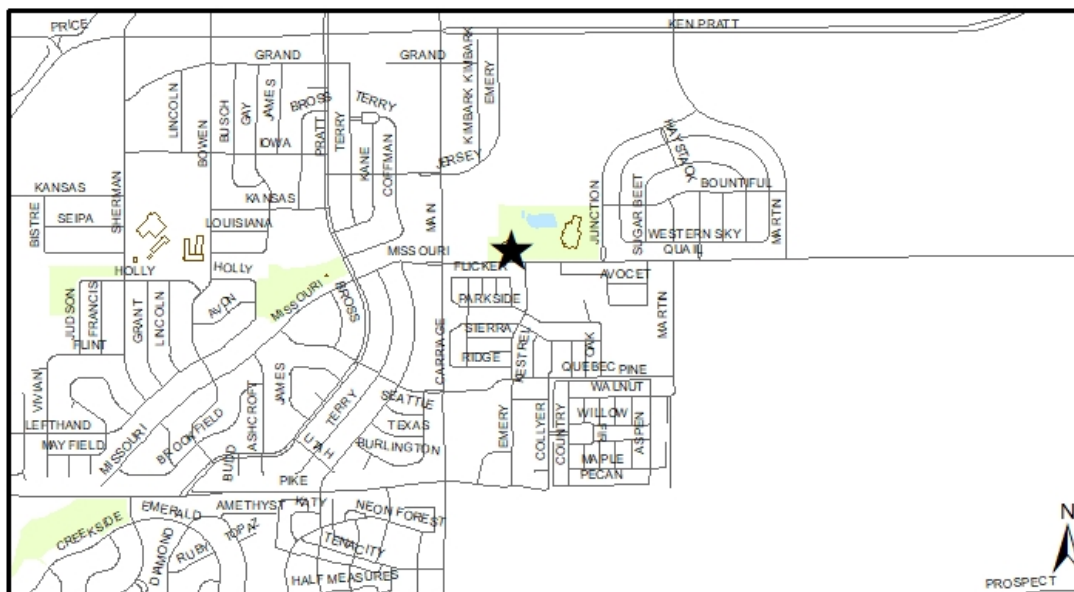 PRICE
KEN PRATT
GRAND
GRAND
KIMBARK KIMBARK
EMERY
LINCOLN
BOWEN
BUSCH
GAY
JAMES
BROSS
TERRY
PRATT
TERRY
IOWA
KANE
COFFMAN
JERSEY
HAYSTACK
KANSAS
SHERMAN
KANSAS
BISTRE
SEIPA
LOUISIANA
MAIN
JUNCTION
SUGAR BEET
BOUNTIFUL
MARTIN
WESTERN SKY
QUAIL
MISSOURI
HOLLY
HOLLY
FLICKER
AVOCET
JUDSON
FRANCIS
GRANT
LINCOLN
AVON
MISSOURI
BROSS
PARKSIDE
MARTIN
SIERRA
RIDGE
KESTREL
OAK
FLINT
CARRIAGE
QUEBEC
PINE
VIVIAN
JAMES
WALNUT
SEATTLE
TERRY
TEXAS
WILLOW
FIR
ASPEN
LEFTHAND
MAYFIELD
MISSOURI
BROOKFIELD
ASHCROFT
BUDD
UTAH
BURLINGTON
EMERY
COLLYER
COUNTRY
MAPLE
PECAN
PIKE
CREEKSIDE
EMERALD
AMETHYST
KATY
NEON FOREST
DIAMOND
RUBY
TOPAZ
TENACITY
HALF MEASURES
N
PROSPECT